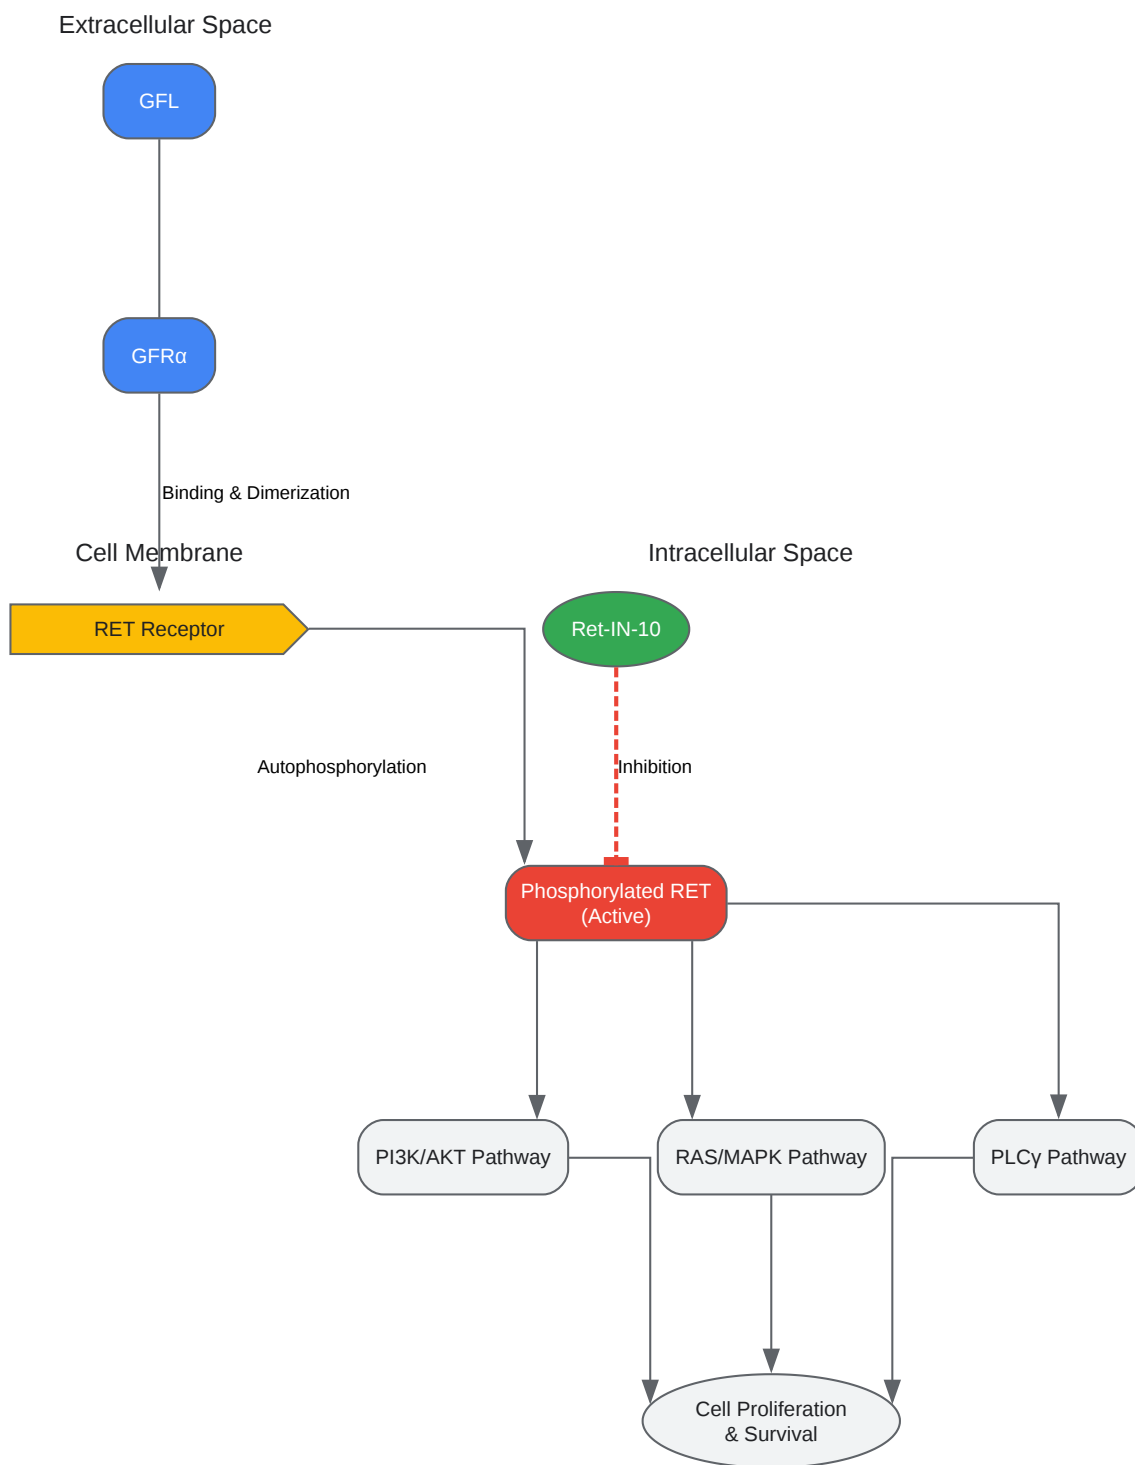 Extracellular Space
GFL
GFRα
Binding & Dimerization
Cell Membrane
Intracellular Space
RET Receptor
Ret-IN-10
Autophosphorylation
Inhibition
Phosphorylated RET
(Active)
PI3K/AKT Pathway
RAS/MAPK Pathway
PLCγ Pathway
Cell Proliferation
& Survival